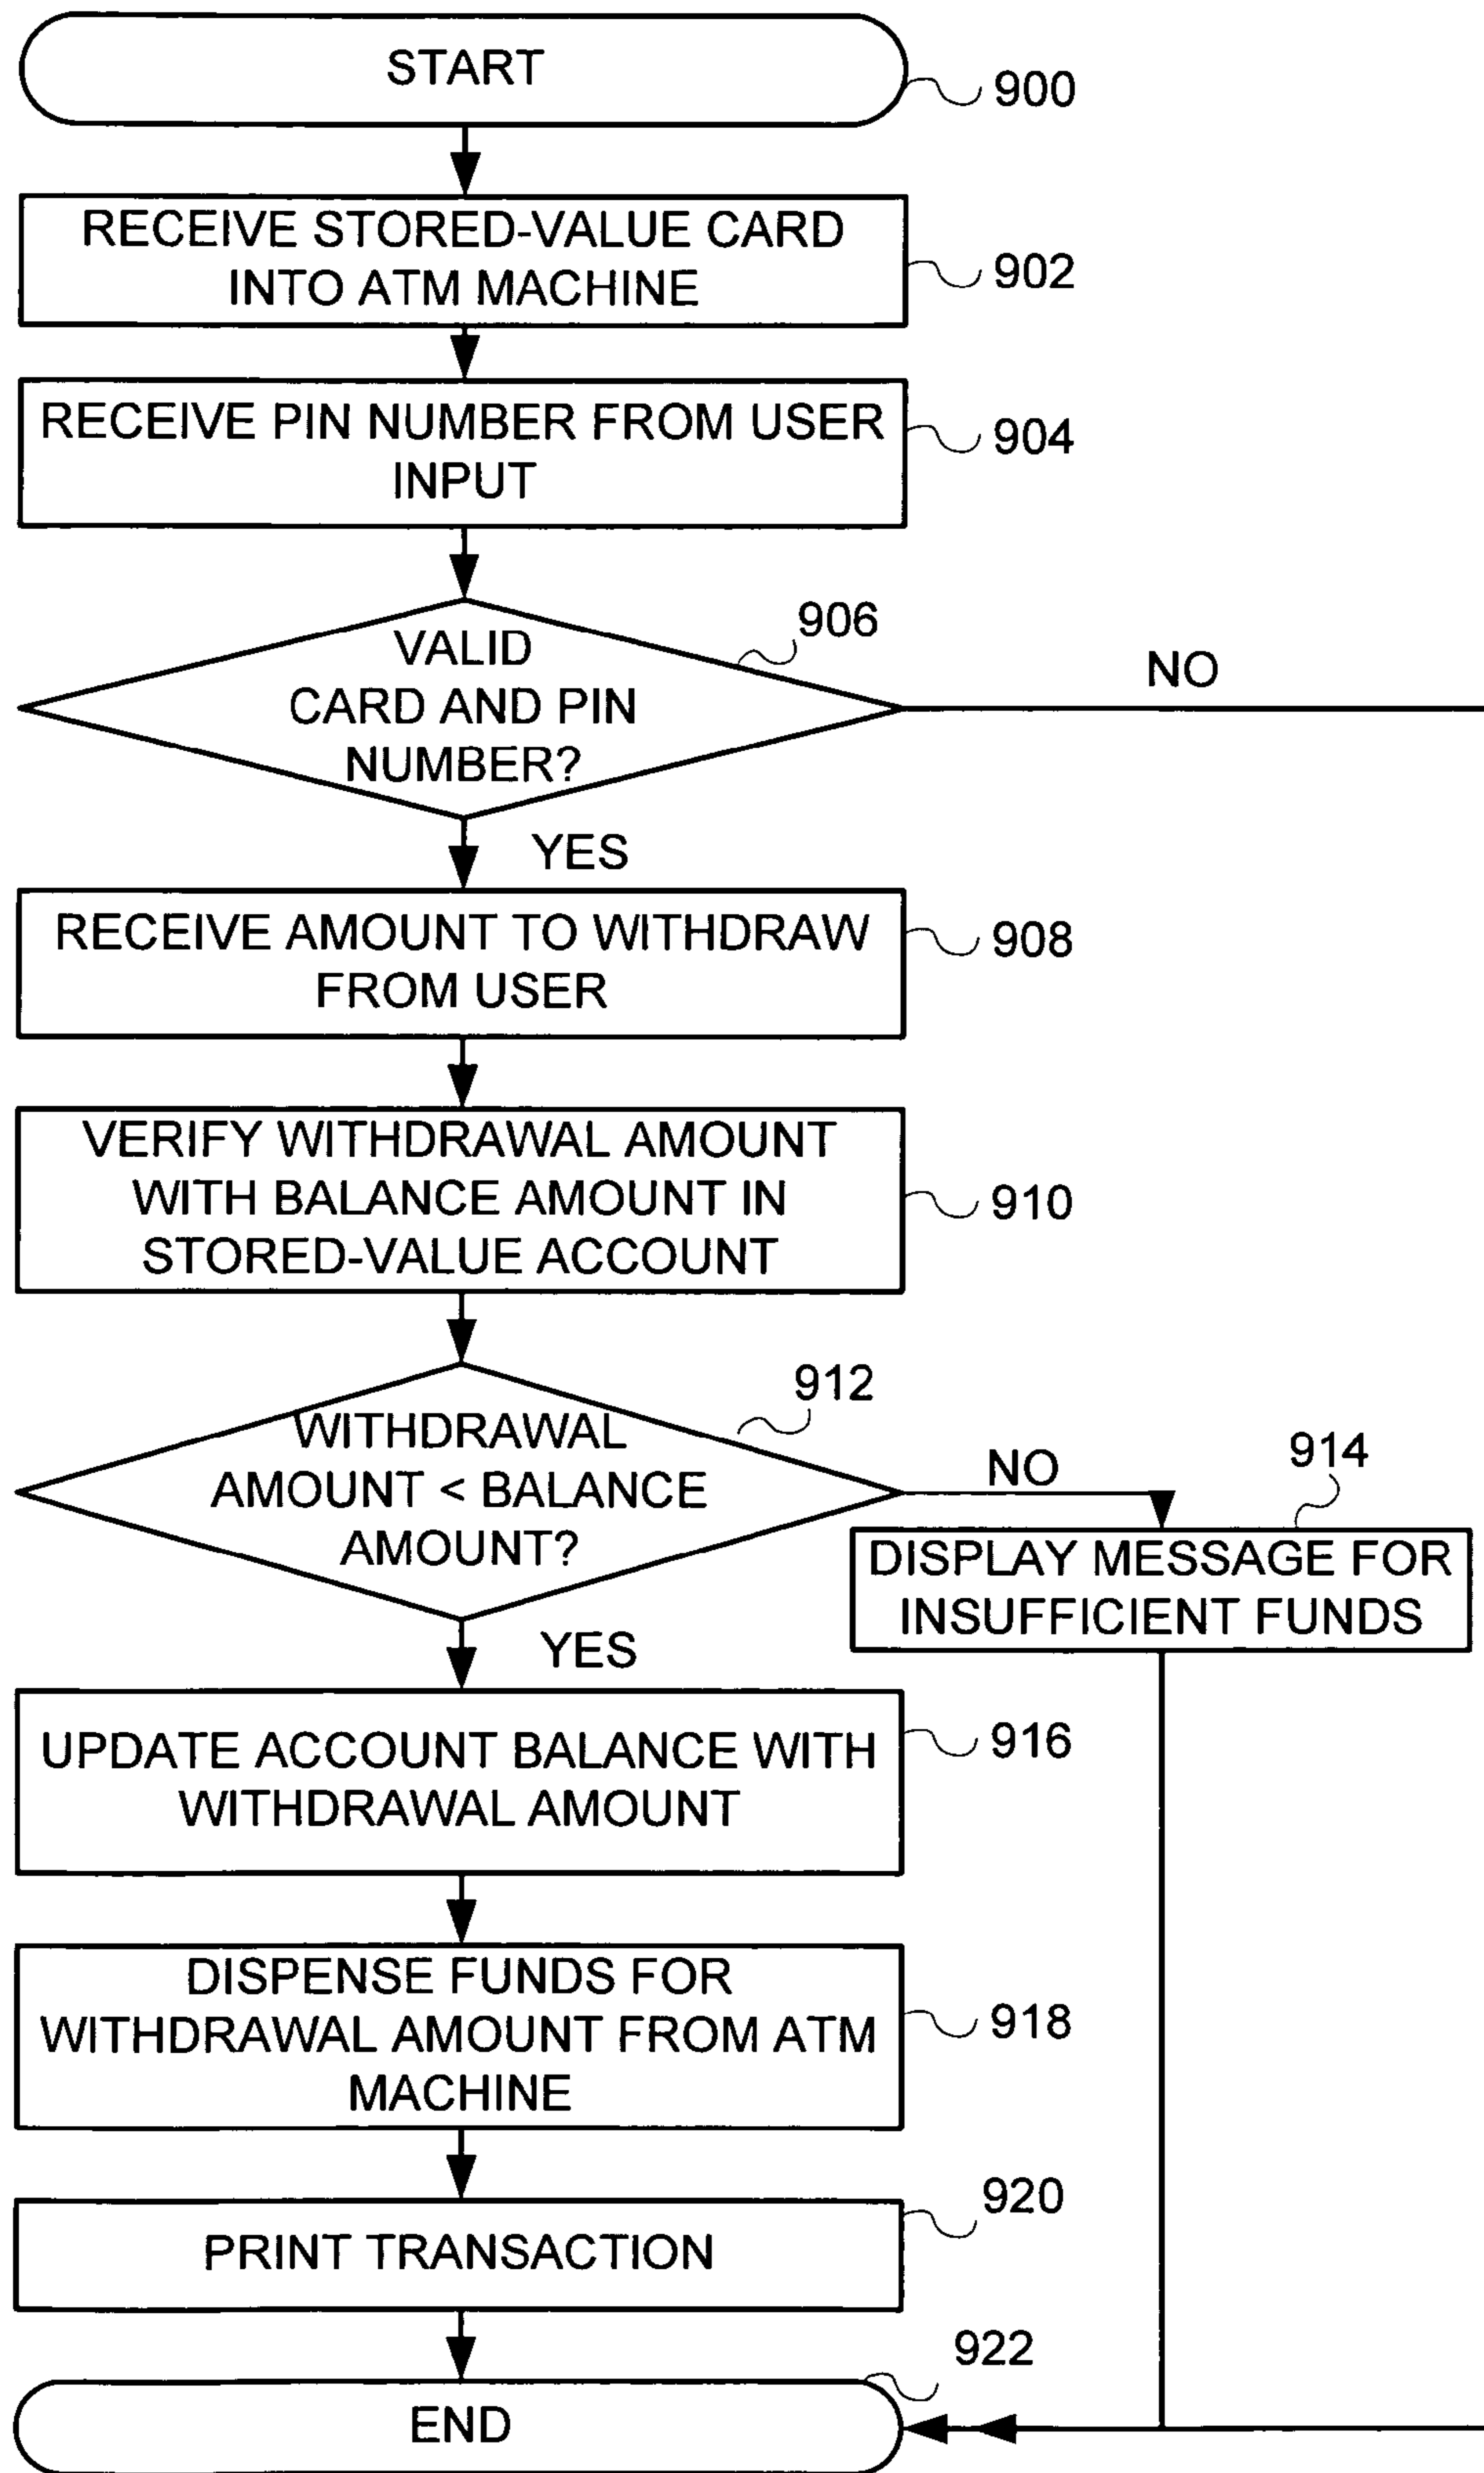 START
900
RECEIVE STORED-VALUE CARD
INTO ATM MACHINE
902
RECEIVE PIN NUMBER FROM USER
INPUT
904
906
VALID
CARD AND PIN
NUMBER?
NO
YES
RECEIVE AMOUNT TO WITHDRAW
FROM USER
908
VERIFY WITHDRAWAL AMOUNT
WITH BALANCE AMOUNT IN
STORED-VALUE ACCOUNT
910
912
WITHDRAWAL
AMOUNT < BALANCE
AMOUNT?
NO
914
DISPLAY MESSAGE FOR
INSUFFICIENT FUNDS
YES
UPDATE ACCOUNT BALANCE WITH
WITHDRAWAL AMOUNT
916
DISPENSE FUNDS FOR
WITHDRAWAL AMOUNT FROM ATM
MACHINE
918
920
PRINT TRANSACTION
922
END